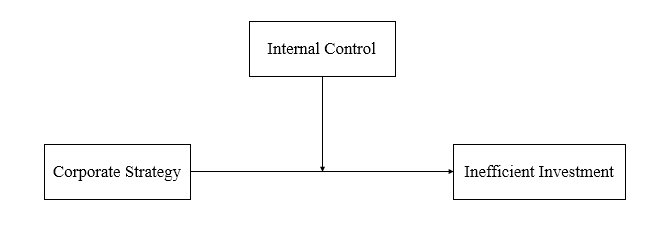 Internal Control
Corporate Strategy
Inefficient Investment